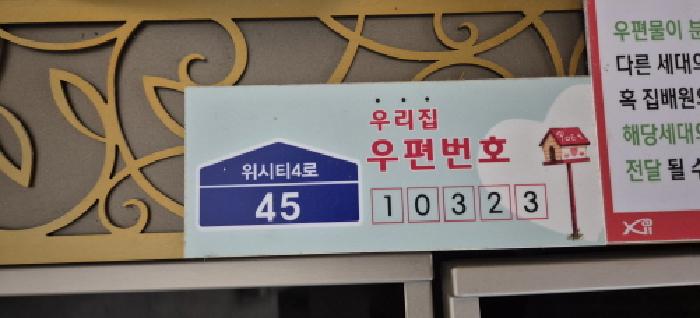 우리집
우편번호
위시티4로
45
10323
우편물이
다른 세대
혹 집배원
해당세대
전달 될 수